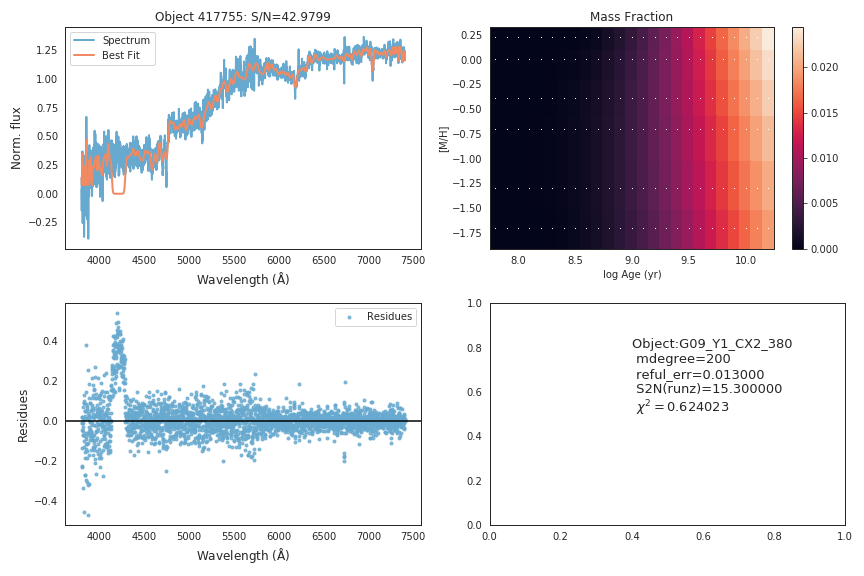 Object 417755: S/N=42.9799
Spectrum
Best Fit
Norm. flux
1.25
1.00
0.75
0.50
0.25
0.00
−0.25
4000 4500 5000 5500 6000 6500 7000 7500
Wavelength (Å)
Mass Fraction
[M/H]
0.25
0.00
−0.25
−0.50
−0.75
−1.00
−1.25
−1.50
−1.75
8.0 8.5 9.0 9.5 10.0
log Age (yr)
0.020
0.015
0.010
0.005
0.000
Residues
Residues
0.4
0.2
0.0
−0.2
−0.4
4000 4500 5000 5500 6000 6500 7000 7500
Wavelength (Å)
1.0
0.8
0.6
0.4
0.2
0.0
0.0 0.2 0.4 0.6 0.8 1.0
Object:G09_Y1_CX2_380
mdegree=200
reful_err=0.013000
S2N(runz)=15.300000
χ² = 0.624023